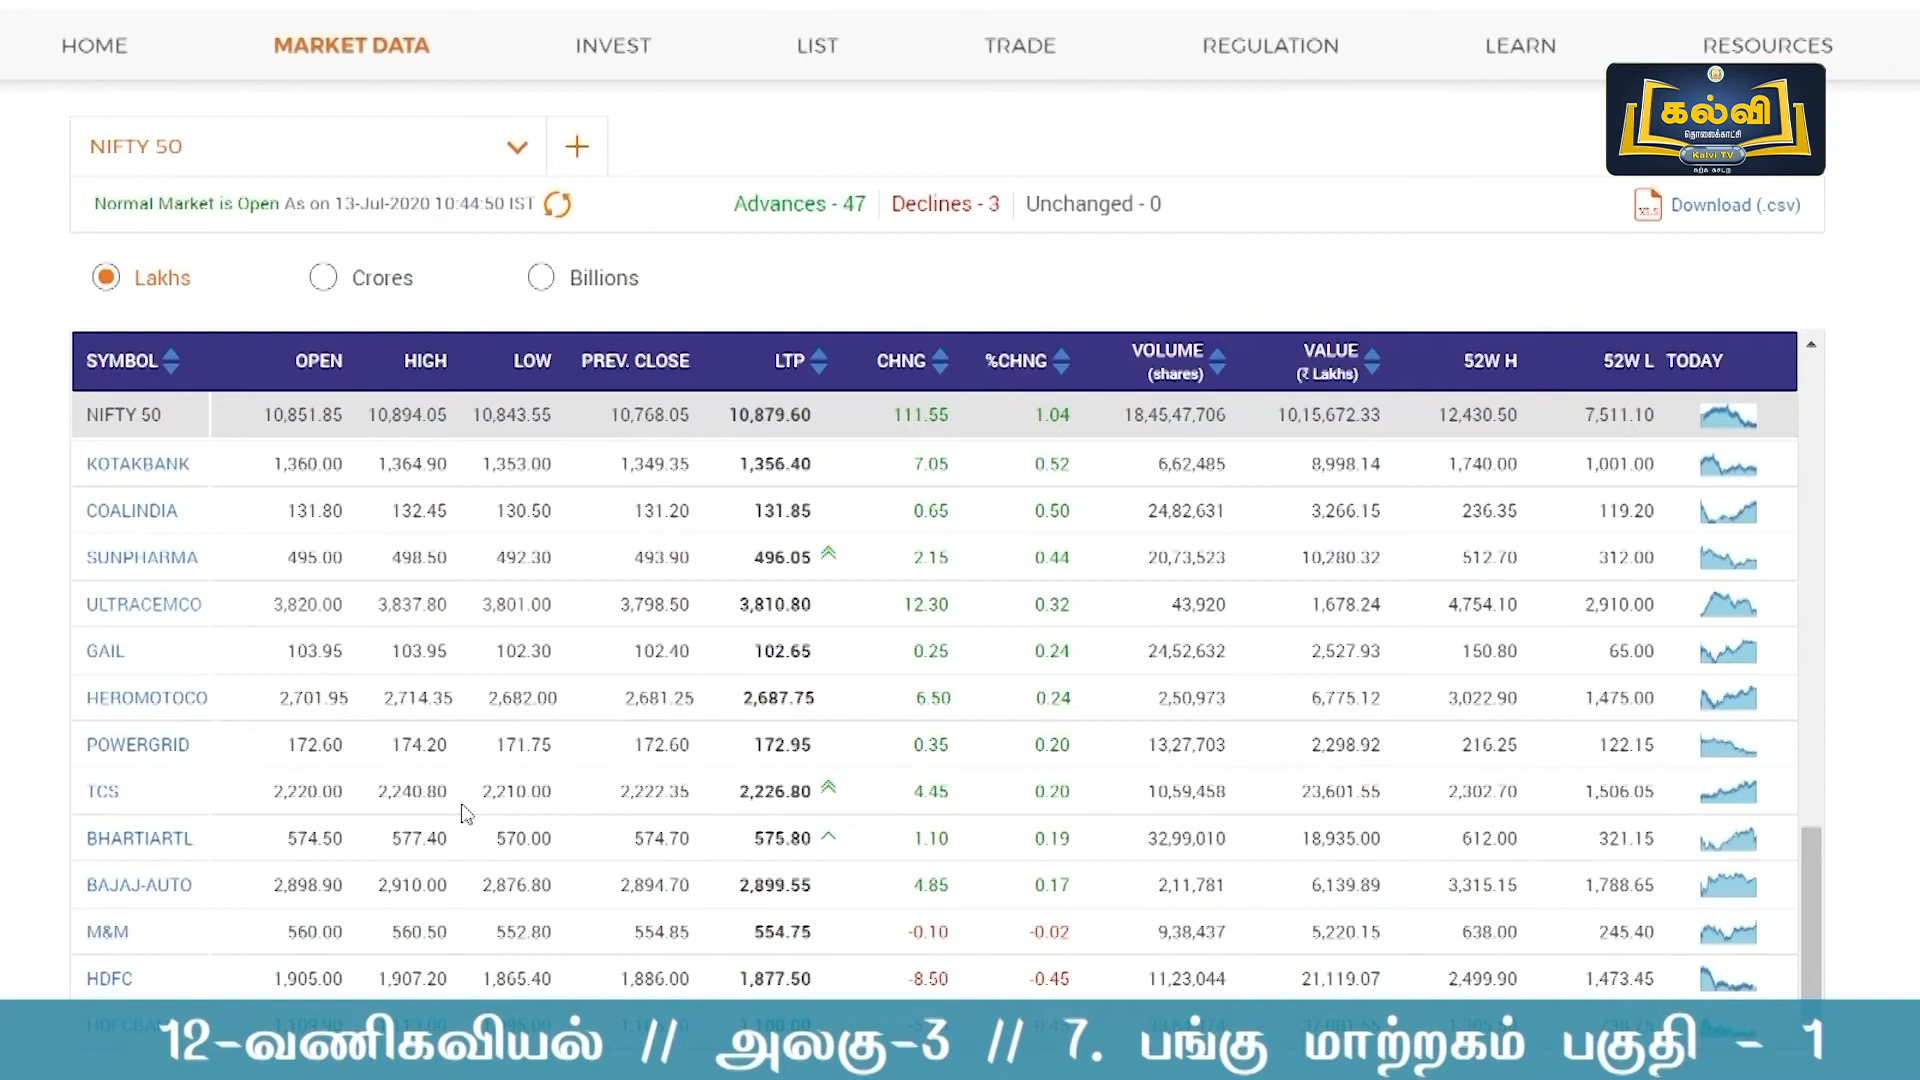 HOME MARKET DATA INVEST LIST TRADE REGULATION LEARN RESOURCES
கல்வி
தொலைக்காட்சி
Kalvi TV
கற்க கசடற
NIFTY 50
Normal Market is Open As on 13-Jul-2020 10:44:50 IST Advances - 47 Declines - 3 Unchanged - 0 XLS Download (.csv)
Lakhs Crores Billions
SYMBOL OPEN HIGH LOW PREV. CLOSE LTP CHNG %CHNG VOLUME (shares) VALUE (₹ Lakhs) 52W H 52W L TODAY
NIFTY 50 10,851.85 10,894.05 10,843.55 10,768.05 10,879.60 111.55 1.04 18,45,47,706 10,15,672.33 12,430.50 7,511.10
KOTAKBANK 1,360.00 1,364.90 1,353.00 1,349.35 1,356.40 7.05 0.52 6,62,485 8,998.14 1,740.00 1,001.00
COALINDIA 131.80 132.45 130.50 131.20 131.85 0.65 0.50 24,82,631 3,266.15 236.35 119.20
SUNPHARMA 495.00 498.50 492.30 493.90 496.05 2.15 0.44 20,73,523 10,280.32 512.70 312.00
ULTRACEMCO 3,820.00 3,837.80 3,801.00 3,798.50 3,810.80 12.30 0.32 43,920 1,678.24 4,754.10 2,910.00
GAIL 103.95 103.95 102.30 102.40 102.65 0.25 0.24 24,52,632 2,527.93 150.80 65.00
HEROMOTOCO 2,701.95 2,714.35 2,682.00 2,681.25 2,687.75 6.50 0.24 2,50,973 6,775.12 3,022.90 1,475.00
POWERGRID 172.60 174.20 171.75 172.60 172.95 0.35 0.20 13,27,703 2,298.92 216.25 122.15
TCS 2,220.00 2,240.80 2,210.00 2,222.35 2,226.80 4.45 0.20 10,59,458 23,601.55 2,302.70 1,506.05
BHARTIARTL 574.50 577.40 570.00 574.70 575.80 1.10 0.19 32,99,010 18,935.00 612.00 321.15
BAJAJ-AUTO 2,898.90 2,910.00 2,876.80 2,894.70 2,899.55 4.85 0.17 2,11,781 6,139.89 3,315.15 1,788.65
M&M 560.00 560.50 552.80 554.85 554.75 -0.10 -0.02 9,38,437 5,220.15 638.00 245.40
HDFC 1,905.00 1,907.20 1,865.40 1,886.00 1,877.50 -8.50 -0.45 11,23,044 21,119.07 2,499.90 1,473.45
12-வணிகவியல் // அலகு-3 // 7. பங்கு மாற்றகம் பகுதி - 1